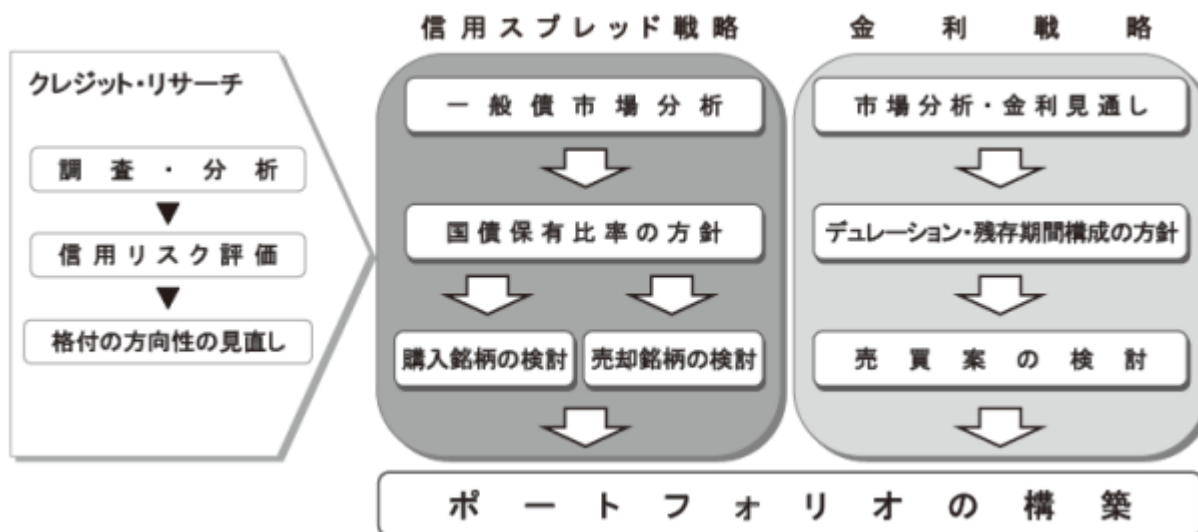 信用スプレッド戦略
金利戦略
クレジット・リサーチ
調査・分析
信用リスク評価
格付の方向性の見直し
一般債市場分析
国債保有比率の方針
購入銘柄の検討
売却銘柄の検討
市場分析・金利見通し
デュレーション・残存期間構成の方針
売買案の検討
ポートフォリオの構築